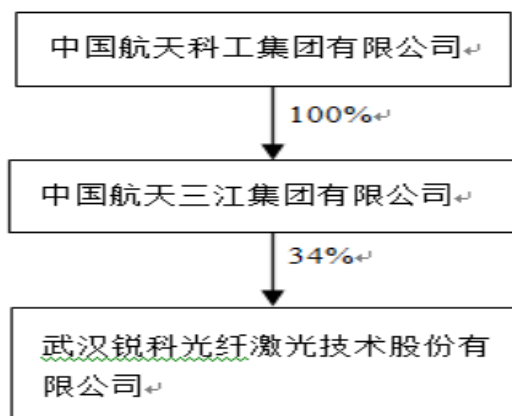 中国航天科工集团有限公司
100%
中国航天三江集团有限公司
34%
武汉锐科光纤激光技术股份有
限公司